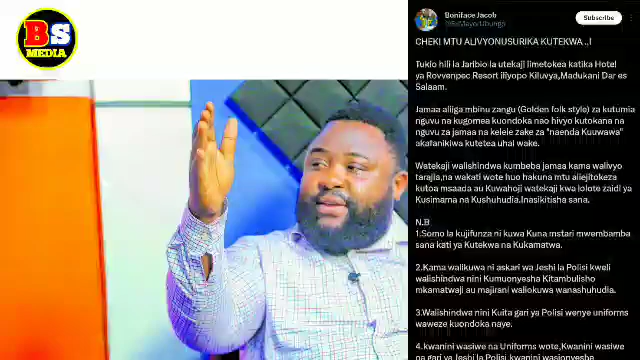 BS
MEDIA
Boniface Jacob
Subscribe
CHEKI MTU ALIVYONUSURIKA KUTEKWA..!
Tukio hili la Jaribio la utekaji limetokea katika Hotel
ya Rovvenpec Resort iliyopo Kiluvya,Madukani Dar es
Salaam.
Jamaa aliiga mbinu zangu (Golden folk style) za kutumia
nguvu na kugomea kuondoka nao hivyo kutokana na
nguvu za jamaa na kelele zake za "naenda Kuuwawa"
akafanikiwa kutetea uhai wake.
Watekaji walishindwa kumbeba jamaa kama walivyo
tarajia,na wakati wote huo hakuna mtu aliejitokeza
kutoa msaada au Kuwahoji watekaji kwa lolote zaidi ya
Kusimama na Kushuhudia.Inasikitisha sana.
N.B
1.Somo la kujifunza ni kuwa Kuna mstari mwembamba
sana kati ya Kutekwa na Kukamatwa.
2.Kama walikuwa ni askari wa Jeshi la Polisi kweli
walishindwa nini Kumuonyesha Kitambulisho
mkamatwaji au majirani waliokuwa wanashuhudia.
3.Walishindwa nini Kuita gari ya Polisi wenye uniforms
waweze kuondoka naye.
4.kwanini wasiwe na Uniforms wote,Kwanini wasiwe
na gari ya Jeshi la Polisi kwanini wasionyesha